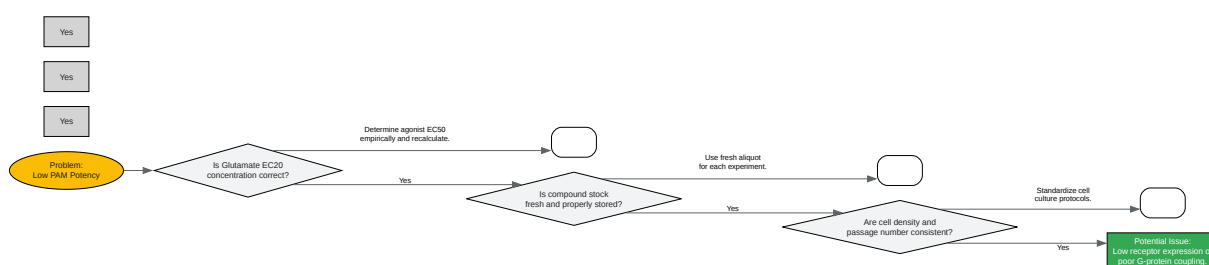 Yes
Yes
Yes
Problem:
Low PAM Potency
Is Glutamate EC20
concentration correct?
Determine agonist EC50
empirically and recalculate.
Yes
Is compound stock
fresh and properly stored?
Use fresh aliquot
for each experiment.
Yes
Are cell density and
passage number consistent?
Standardize cell
culture protocols.
Yes
Potential Issue:
Low receptor expression
poor G-protein coupling.